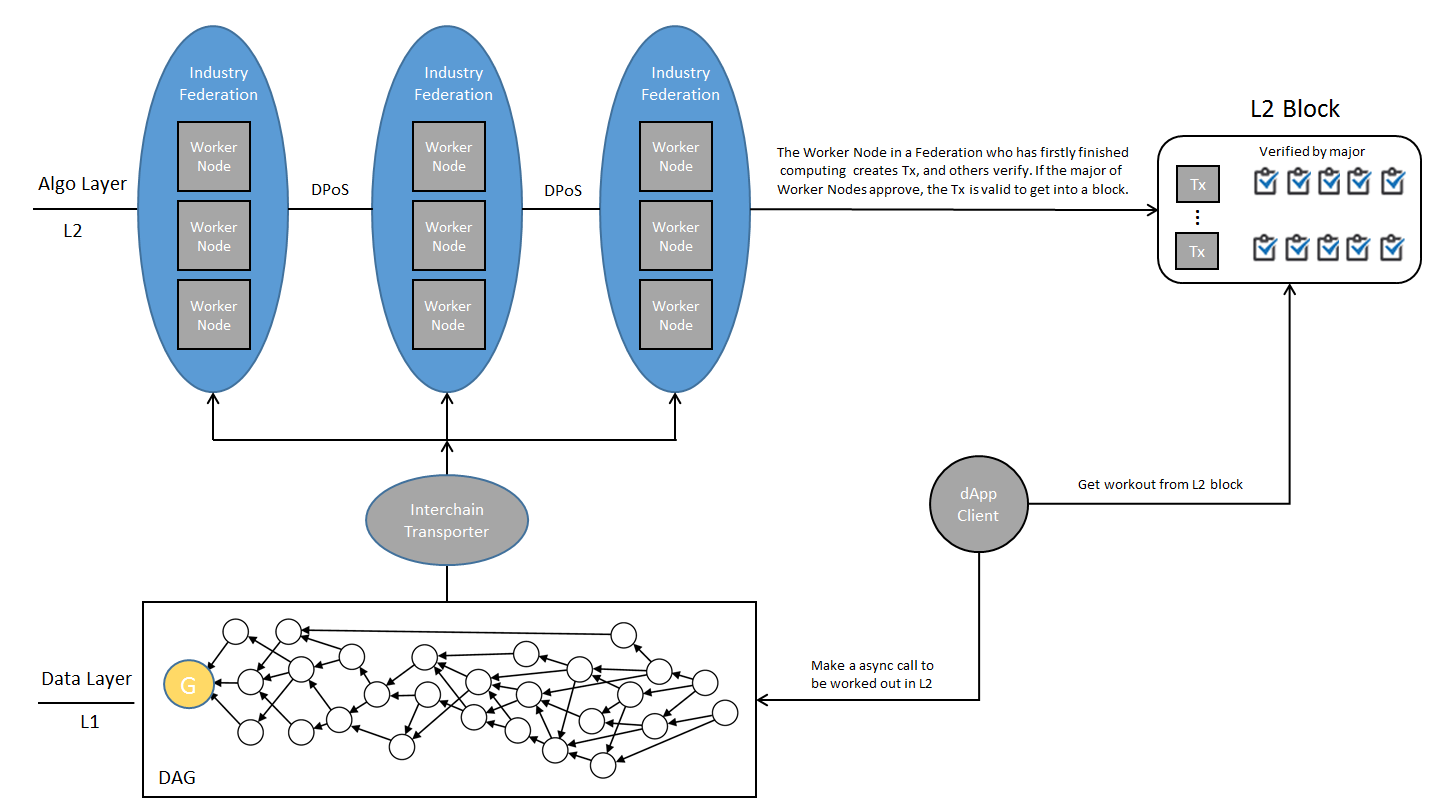 Industry
Federation
Worker
Node
Worker
Node
Worker
Node
Industry
Federation
Worker
Node
Worker
Node
Worker
Node
Industry
Federation
Worker
Node
Worker
Node
Worker
Node
Algo Layer
L2
DPoS
DPoS
The Worker Node in a Federation who has firstly finished
computing creates Tx, and others verify. If the major of
Worker Nodes approve, the Tx is valid to get into a block.
L2 Block
Verified by major
Tx
Tx
Interchain
Transporter
dApp
Client
Get workout from L2 block
Make a async call to
be worked out in L2
Data Layer
L1
G
DAG